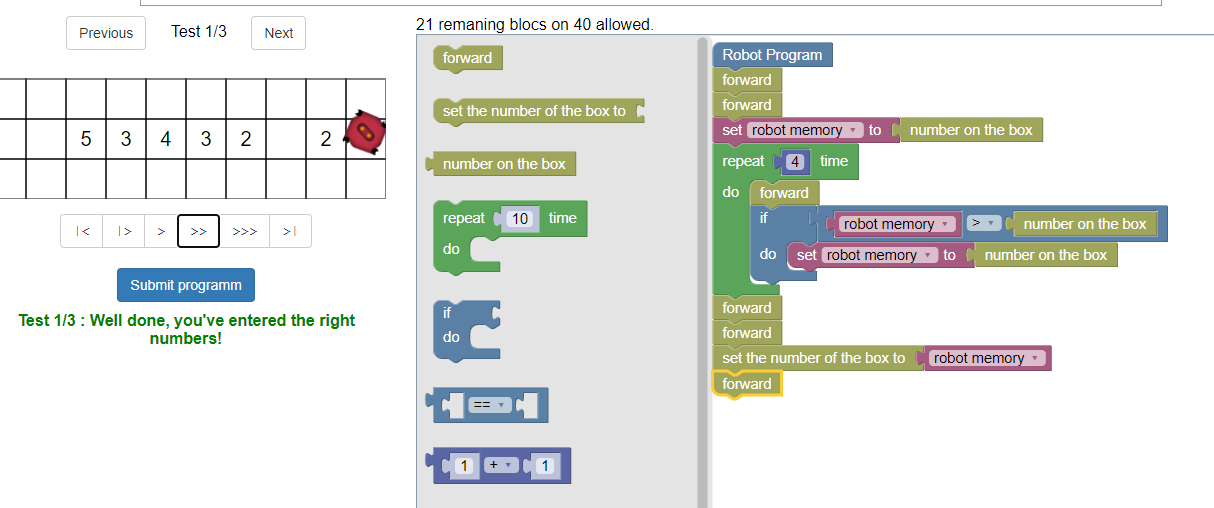 Previous
Test 1/3
Next
5 3 4 3 2 2
|<
|>
>
>>
>>>
>|
Submit programm
Test 1/3 : Well done, you've entered the right
numbers!
21 remaning blocs on 40 allowed.
forward
set the number of the box to
number on the box
repeat 10 time
do
if
do
==
1 + 1
Robot Program
forward
forward
set robot memory to number on the box
repeat 4 time
do forward
if robot memory > number on the box
do set robot memory to number on the box
forward
forward
set the number of the box to robot memory
forward